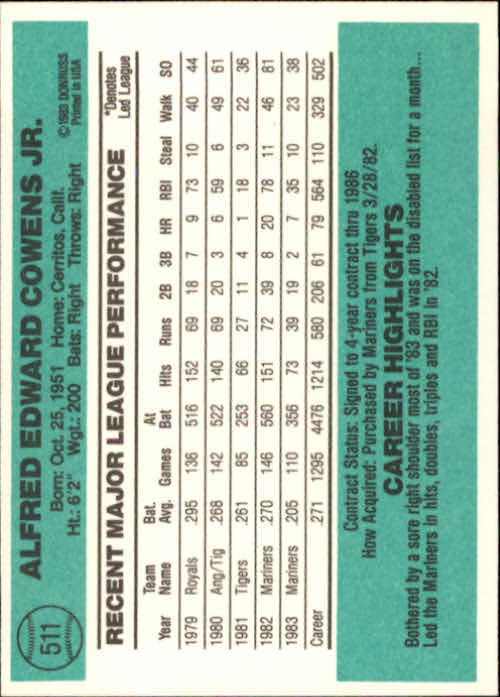 511
ALFRED EDWARD COWENS JR.
Born: Oct. 25, 1951 Home: Cerritos, Calif.
Ht.: 6'2" Wgt.: 200 Bats: Right Throws: Right
©1983 DONRUSS
Printed in USA
RECENT MAJOR LEAGUE PERFORMANCE
*Denotes
Led League
Year Team Name Bat. Avg. Games At Bat Hits Runs 2B 3B HR RBI Steal Walk SO
1979 Royals .295 136 516 152 69 18 7 9 73 10 40 44
1980 Ang/Tig .268 142 522 140 69 20 3 6 59 6 49 61
1981 Tigers .261 85 253 66 27 11 4 1 18 3 22 36
1982 Mariners .270 146 560 151 72 39 8 20 78 11 46 81
1983 Mariners .205 110 356 73 39 19 2 7 35 10 23 38
Career .271 1295 4476 1214 580 206 61 79 564 110 329 502
Contract Status: Signed to 4-year contract thru 1986
How Acquired: Purchased by Mariners from Tigers 3/28/82.
CAREER HIGHLIGHTS
Bothered by a sore right shoulder most of '83 and was on the disabled list for a month...
Led the Mariners in hits, doubles, triples and RBI in '82.